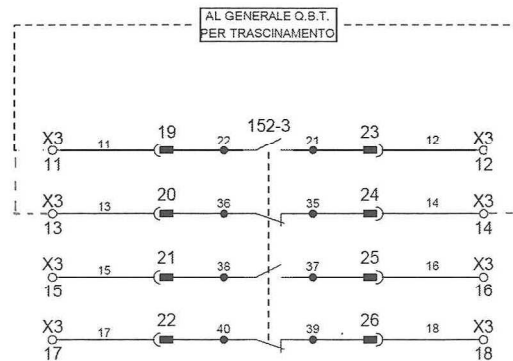 AL GENERALE Q.B.T.
PER TRASCINAMENTO
152-3
X3 11 19 22 21 23 12 X3
11 12
X3 13 20 36 35 24 14 X3
13 14
X3 15 21 38 37 25 16 X3
15 16
X3 17 22 40 39 26 18 X3
17 18